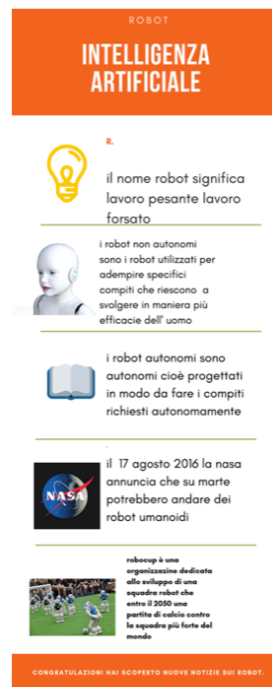 ROBOT
INTELLIGENZA
ARTIFICIALE
R.
il nome robot significa
lavoro pesante lavoro
forsato
i robot non autonomi
sono i robot utilizzati per
adempire specifici
compiti che riescono a
svolgere in maniera più
efficacie dell' uomo
i robot autonomi sono
autonomi cioè progettati
in modo da fare i compiti
richiesti autonomamente
il 17 agosto 2016 la nasa
annuncia che su marte
potrebbero andare dei
robot umanoidi
NASA
robocup è una
organizzazine dedicata
allo sviluppo di una
squadra robot che
entro il 2050 una
partita di calcio contro
la squadra più forte del
mondo
CONGRATULAZIONI HAI SCOPERTO NUOVE NOTIZIE SUI ROBOT.